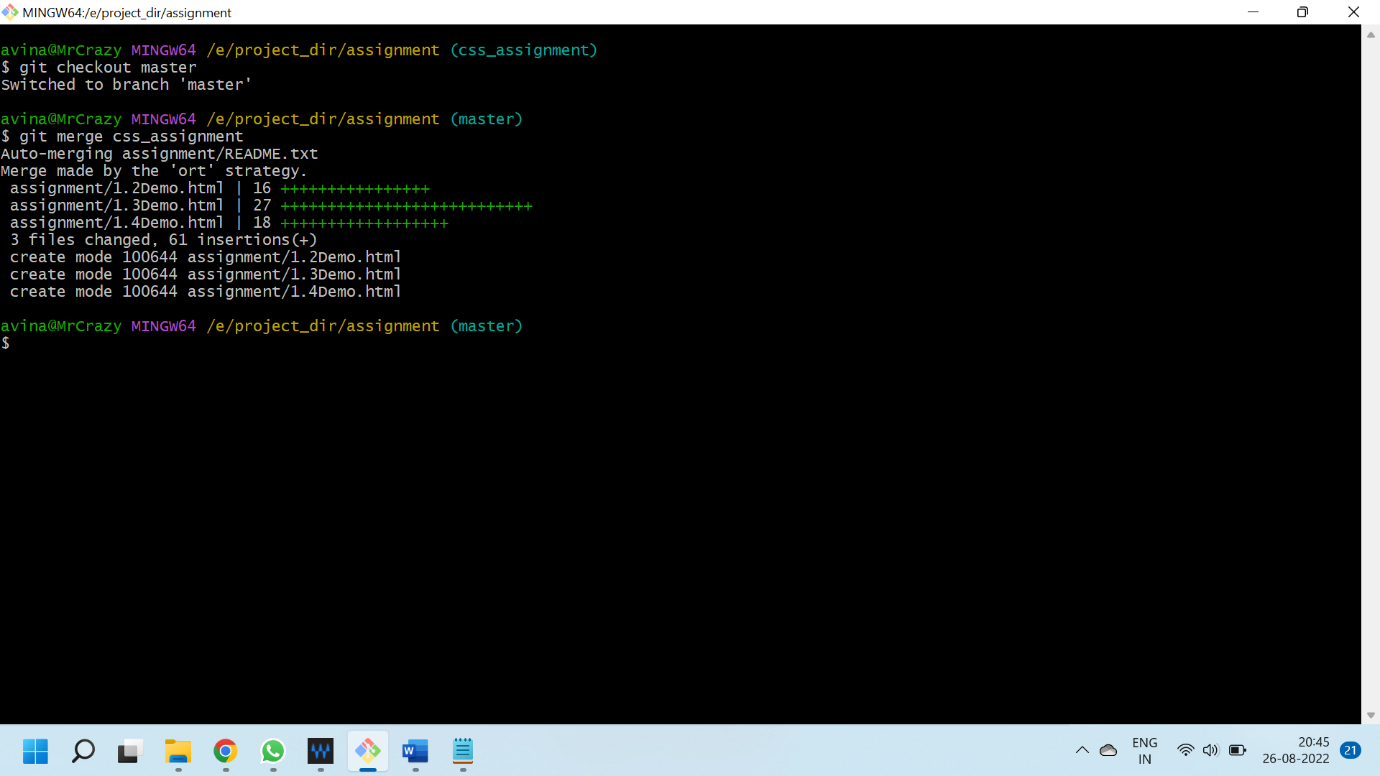 MINGW64:/e/project_dir/assignment
avina@MrCrazy MINGW64 /e/project_dir/assignment (css_assignment)
$ git checkout master
Switched to branch 'master'
avina@MrCrazy MINGW64 /e/project_dir/assignment (master)
$ git merge css_assignment
Auto-merging assignment/README.txt
Merge made by the 'ort' strategy.
assignment/1.2Demo.html | 16 ++++++++++++++++
assignment/1.3Demo.html | 27 +++++++++++++++++++++++++++
assignment/1.4Demo.html | 18 ++++++++++++++++++
3 files changed, 61 insertions(+)
create mode 100644 assignment/1.2Demo.html
create mode 100644 assignment/1.3Demo.html
create mode 100644 assignment/1.4Demo.html
avina@MrCrazy MINGW64 /e/project_dir/assignment (master)
$
W
ENG
IN
20:45
26-08-2022
21